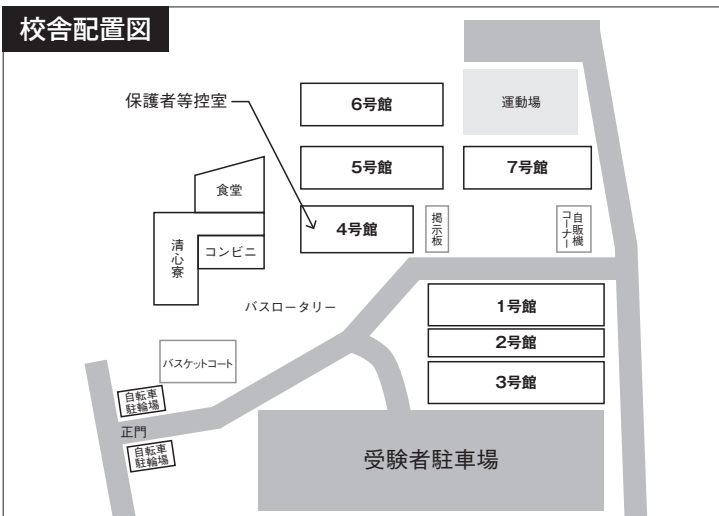 校舎配置図
保護者等控室
6号館
運動場
5号館
7号館
食堂
4号館
掲示板
自販機
コーナー
清心寮
コンビニ
バスロータリー
1号館
2号館
3号館
バスケットコート
自転車
駐輪場
正門
自転車
駐輪場
受験者駐車場